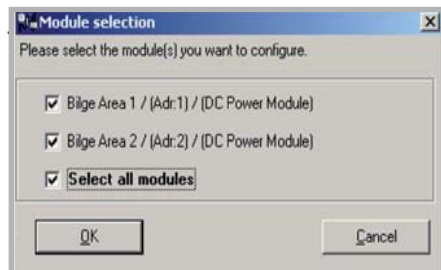 Module selection
Please select the module(s) you want to configure.
Bilge Area 1 / (Adr:1) / (DC Power Module)
Bilge Area 2 / (Adr:2) / (DC Power Module)
Select all modules
OK Cancel